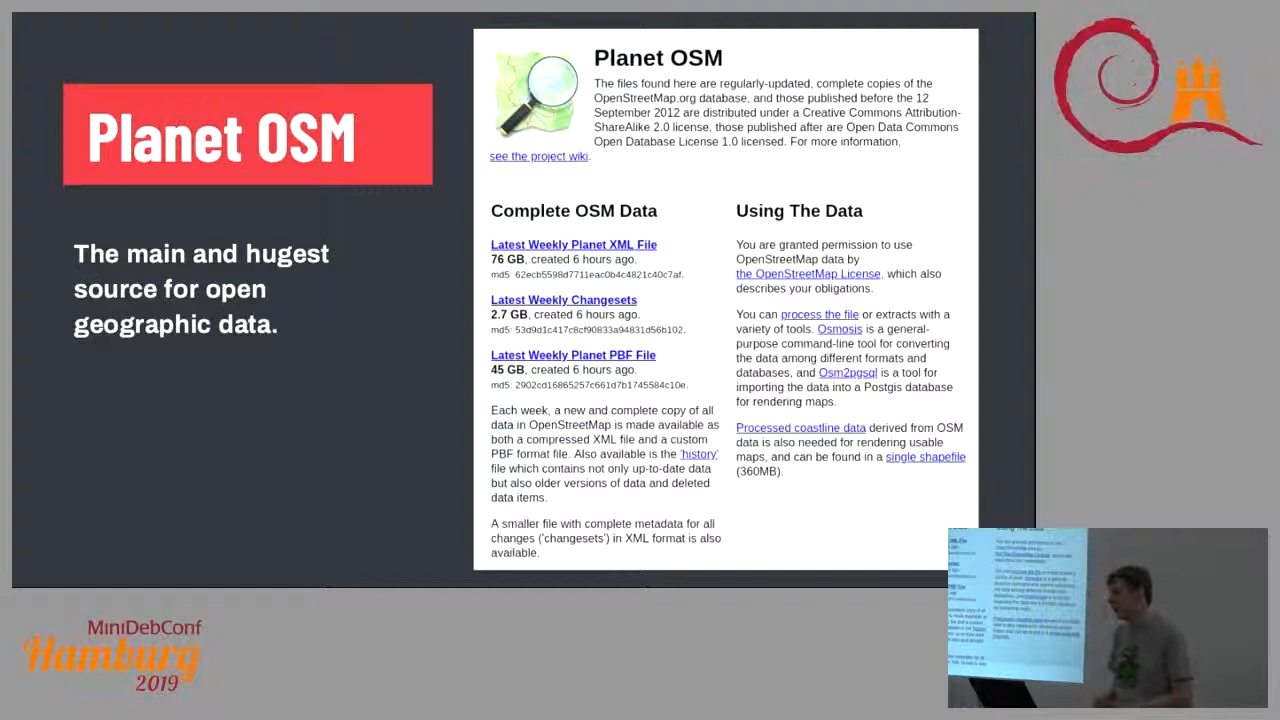 Planet OSM
The main and hugest
source for open
geographic data.
Planet OSM
The files found here are regularly-updated, complete copies of the
OpenStreetMap.org database, and those published before the 12
September 2012 are distributed under a Creative Commons Attribution-
ShareAlike 2.0 license, those published after are Open Data Commons
Open Database License 1.0 licensed. For more information,
see the project wiki.
Complete OSM Data
Latest Weekly Planet XML File
76 GB, created 6 hours ago.
md5: 62ecb5598d7711eac0b4c4821c40c7af.
Latest Weekly Changesets
2.7 GB, created 6 hours ago.
md5: 53d9d1c417c8cf90833a94831d56b102.
Latest Weekly Planet PBF File
45 GB, created 6 hours ago.
md5: 2902cd16865257c661d7b1745584c10e.
Each week, a new and complete copy of all
data in OpenStreetMap is made available as
both a compressed XML file and a custom
PBF format file. Also available is the 'history'
file which contains not only up-to-date data
but also older versions of data and deleted
data items.
A smaller file with complete metadata for all
changes ('changesets') in XML format is also
available.
Using The Data
You are granted permission to use
OpenStreetMap data by
the OpenStreetMap License, which also
describes your obligations.
You can process the file or extracts with a
variety of tools. Osmosis is a general-
purpose command-line tool for converting
the data among different formats and
databases, and Osm2pgsql is a tool for
importing the data into a Postgis database
for rendering maps.
Processed coastline data derived from OSM
data is also needed for rendering usable
maps, and can be found in a single shapefile
(360MB).
MiniDebConf
Hamburg
2019